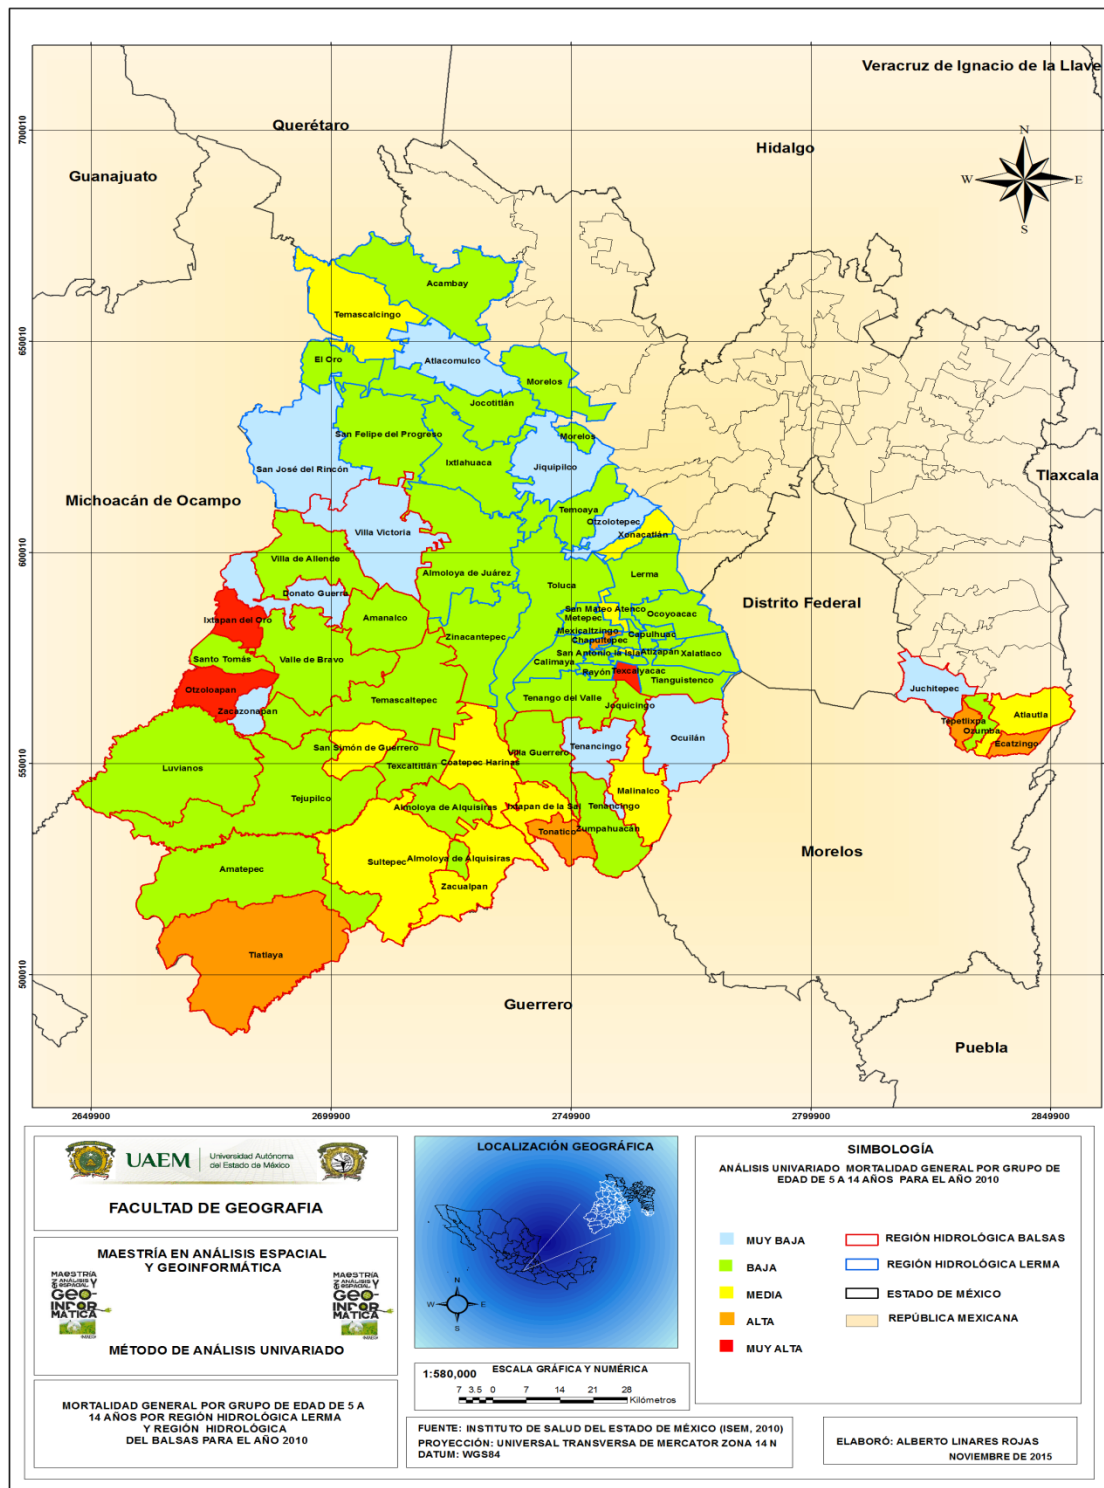 Veracruz de Ignacio de la Llave
Querétaro
Hidalgo
Guanajuato
N
W
E
S
Acambay
Temascalcingo
Atlacomulco
El Oro
Morelos
Jocotitlán
San Felipe del Progreso
Morelos
Ixtlahuaca
Jiquipilco
San José del Rincón
Tlaxcala
Michoacán de Ocampo
Temoaya
Otzolotepec
Villa Victoria
Xonacatlán
Villa de Allende
Almoloya de Juárez
Lerma
Toluca
Donato Guerra
Distrito Federal
San Mateo Atenco
Ocoyoacac
Ixtapan del Oro
Amanalco
Metepec
Mexicaltzingo
Capulhuac
Zinacantepec
Chapultepec
Santo Tomás
Valle de Bravo
San Antonio la Isla
Atizapán
Xalatlaco
Calimaya
Rayón
Texcalyacac
Tianguistenco
Otzoloapan
Juchitepec
Zacazonapan
Temascaltepec
Tenango del Valle
Joquicingo
Atlautla
Tepetlixpa
Ozumba
Ecatzingo
San Simón de Guerrero
Villa Guerrero
Tenancingo
Ocuilán
Luvianos
Texcaltitlán
Coatepec Harinas
Tejupilco
Malinalco
Almoloya de Alquisiras
Ixtapan de la Sal
Tenancingo
Tonatico
Zumpahuacán
Morelos
Amatepec
Sultepec
Almoloya de Alquisiras
Zacualpan
Tlatlaya
Guerrero
Puebla
700010
650010
600010
550010
500010
2649900
2699900
2749900
2799900
2849900
UAEM
Universidad Autónoma
del Estado de México
FACULTAD DE GEOGRAFIA
MAESTRÍA EN ANÁLISIS ESPACIAL
Y GEOINFORMÁTICA
MÉTODO DE ANÁLISIS UNIVARIADO
MORTALIDAD GENERAL POR GRUPO DE EDAD DE 5 A
14 AÑOS POR REGIÓN HIDROLÓGICA LERMA
Y REGIÓN HIDROLÓGICA
DEL BALSAS PARA EL AÑO 2010
LOCALIZACIÓN GEOGRÁFICA
N
W
E
S
1:580,000
ESCALA GRÁFICA Y NUMÉRICA
7 3.5 0 7 14 21 28
Kilómetros
FUENTE: INSTITUTO DE SALUD DEL ESTADO DE MÉXICO (ISEM, 2010)
PROYECCIÓN: UNIVERSAL TRANSVERSA DE MERCATOR ZONA 14 N
DATUM: WGS84
SIMBOLOGÍA
ANÁLISIS UNIVARIADO MORTALIDAD GENERAL POR GRUPO DE
EDAD DE 5 A 14 AÑOS PARA EL AÑO 2010
MUY BAJA
BAJA
MEDIA
ALTA
MUY ALTA
REGIÓN HIDROLÓGICA BALSAS
REGIÓN HIDROLÓGICA LERMA
ESTADO DE MÉXICO
REPÚBLICA MEXICANA
ELABORÓ: ALBERTO LINARES ROJAS
NOVIEMBRE DE 2015